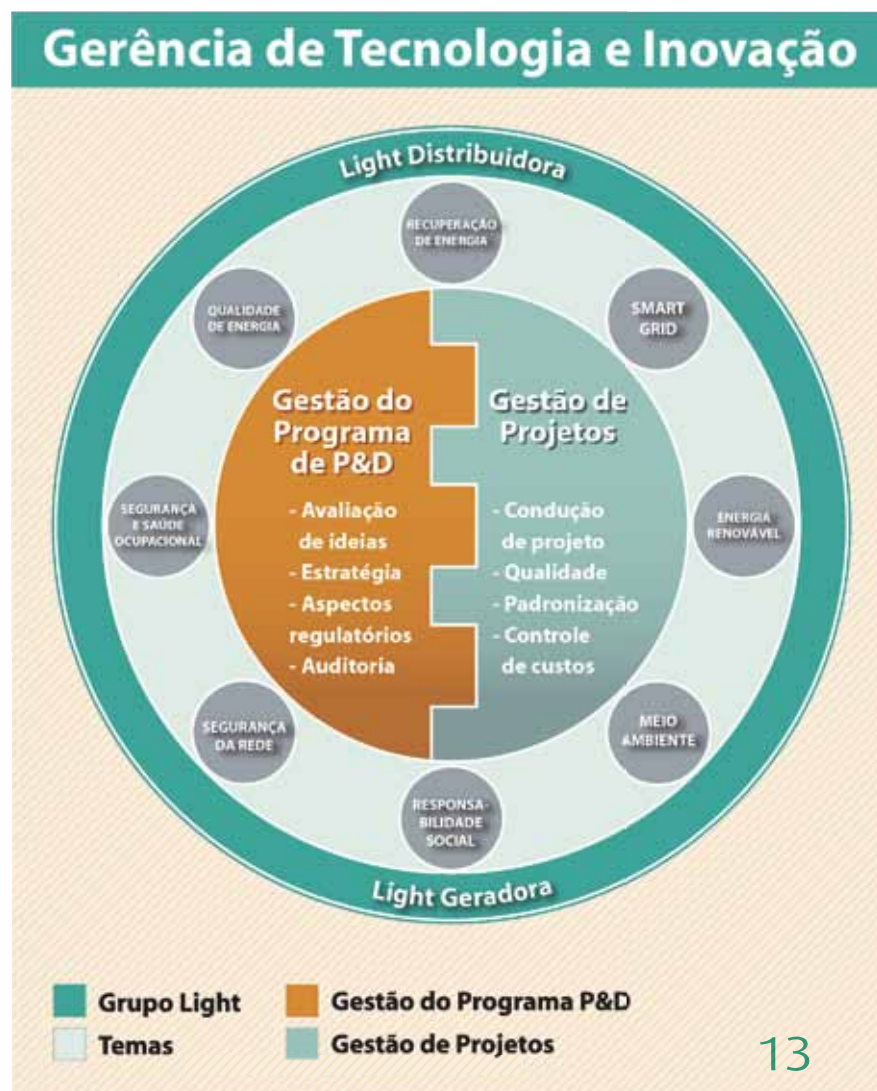 Gerência de Tecnologia e Inovação
Light Distribuidora
RECUPERAÇÃO
DE ENERGIA
QUALIDADE
DE ENERGIA
SMART
GRID
Gestão do
Programa
de P&D
- Avaliação
de ideias
- Estratégia
- Aspectos
regulatórios
- Auditoria
Gestão de
Projetos
- Condução
de projeto
- Qualidade
- Padronização
- Controle
de custos
SEGURANÇA
E SAÚDE
OCUPACIONAL
ENERGIA
RENOVÁVEL
SEGURANÇA
DA REDE
MEIO
AMBIENTE
RESPONSA-
BILIDADE
SOCIAL
Light Geradora
Grupo Light
Temas
Gestão do Programa P&D
Gestão de Projetos
13